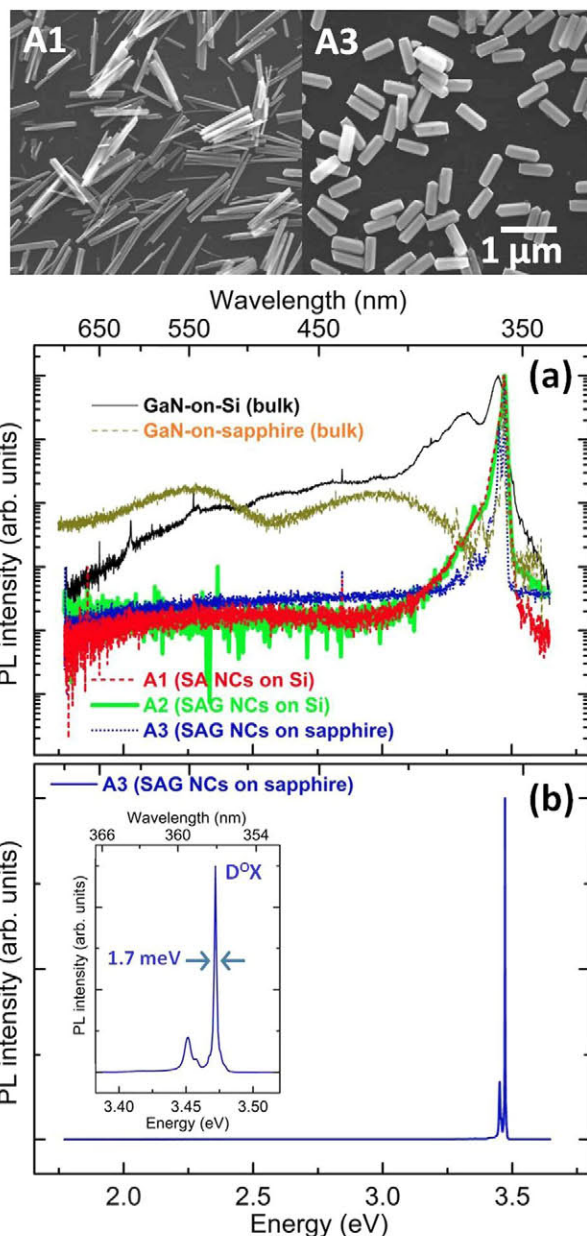 A1
A3
1 μm
Wavelength (nm)
650 550 450 350
(a)
GaN-on-Si (bulk)
GaN-on-sapphire (bulk)
PL intensity (arb. units)
A1 (SA NCs on Si)
A2 (SAG NCs on Si)
A3 (SAG NCs on sapphire)
A3 (SAG NCs on sapphire)
(b)
Wavelength (nm)
366 360 354
D⁰X
1.7 meV
PL intensity (arb. units)
3.40 3.45 3.50
Energy (eV)
PL intensity (arb. units)
2.0 2.5 3.0 3.5
Energy (eV)